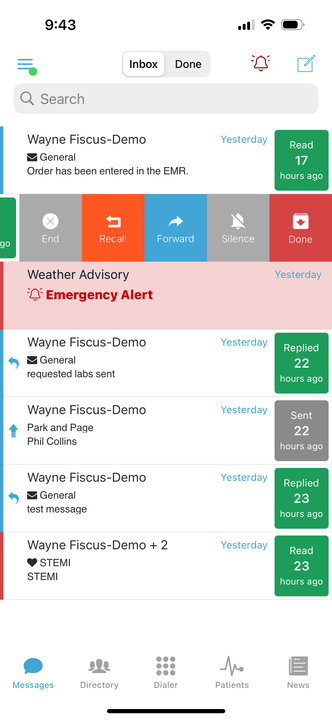 9:43
Inbox
Done
Search
Wayne Fiscus-Demo
Yesterday
General
Order has been entered in the EMR.
Read
17
hours ago
go
End
Recall
Forward
Silence
Done
Weather Advisory
Yesterday
Emergency Alert
Wayne Fiscus-Demo
Yesterday
General
requested labs sent
Replied
22
hours ago
Wayne Fiscus-Demo
Yesterday
Park and Page
Phil Collins
Sent
22
hours ago
Wayne Fiscus-Demo
Yesterday
General
test message
Replied
23
hours ago
Wayne Fiscus-Demo + 2
Yesterday
STEMI
STEMI
Read
23
hours ago
Messages
Directory
Dialer
Patients
News